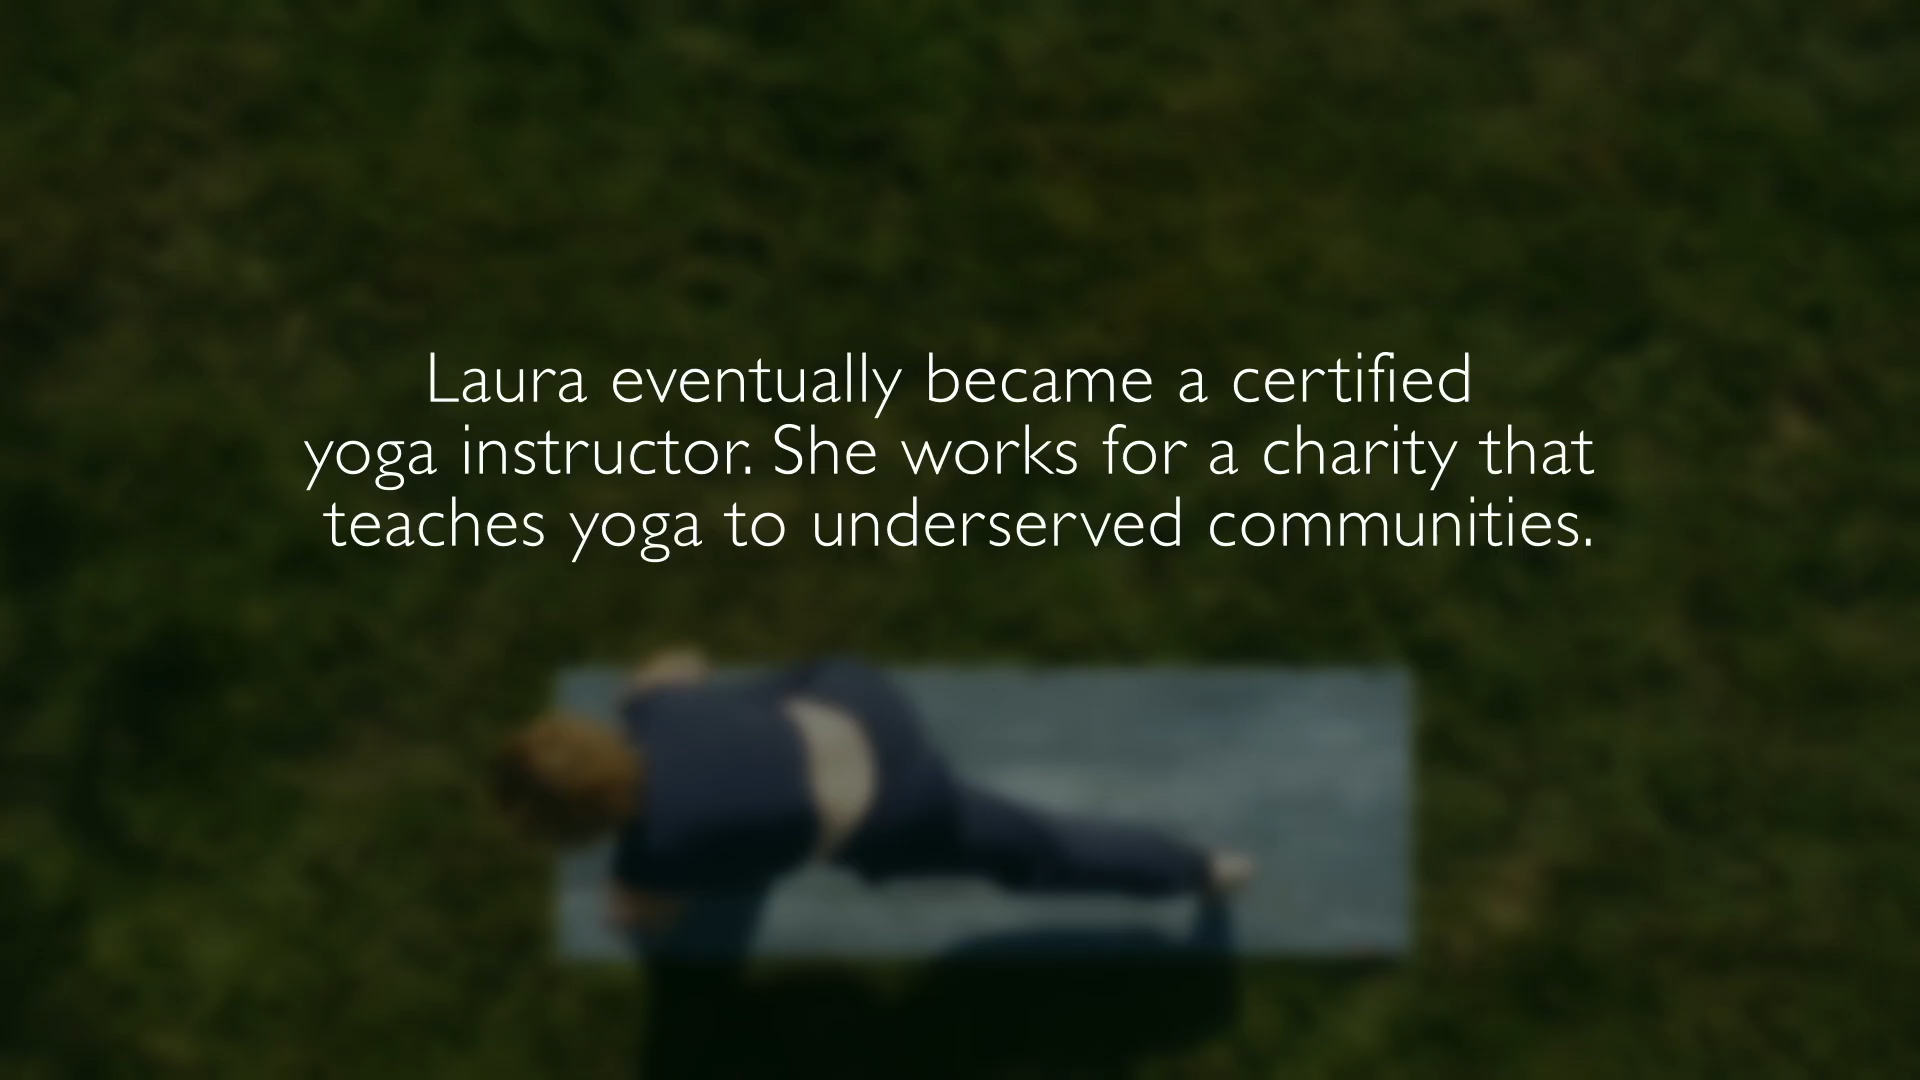 Laura eventually became a certified
yoga instructor. She works for a charity that
teaches yoga to underserved communities.